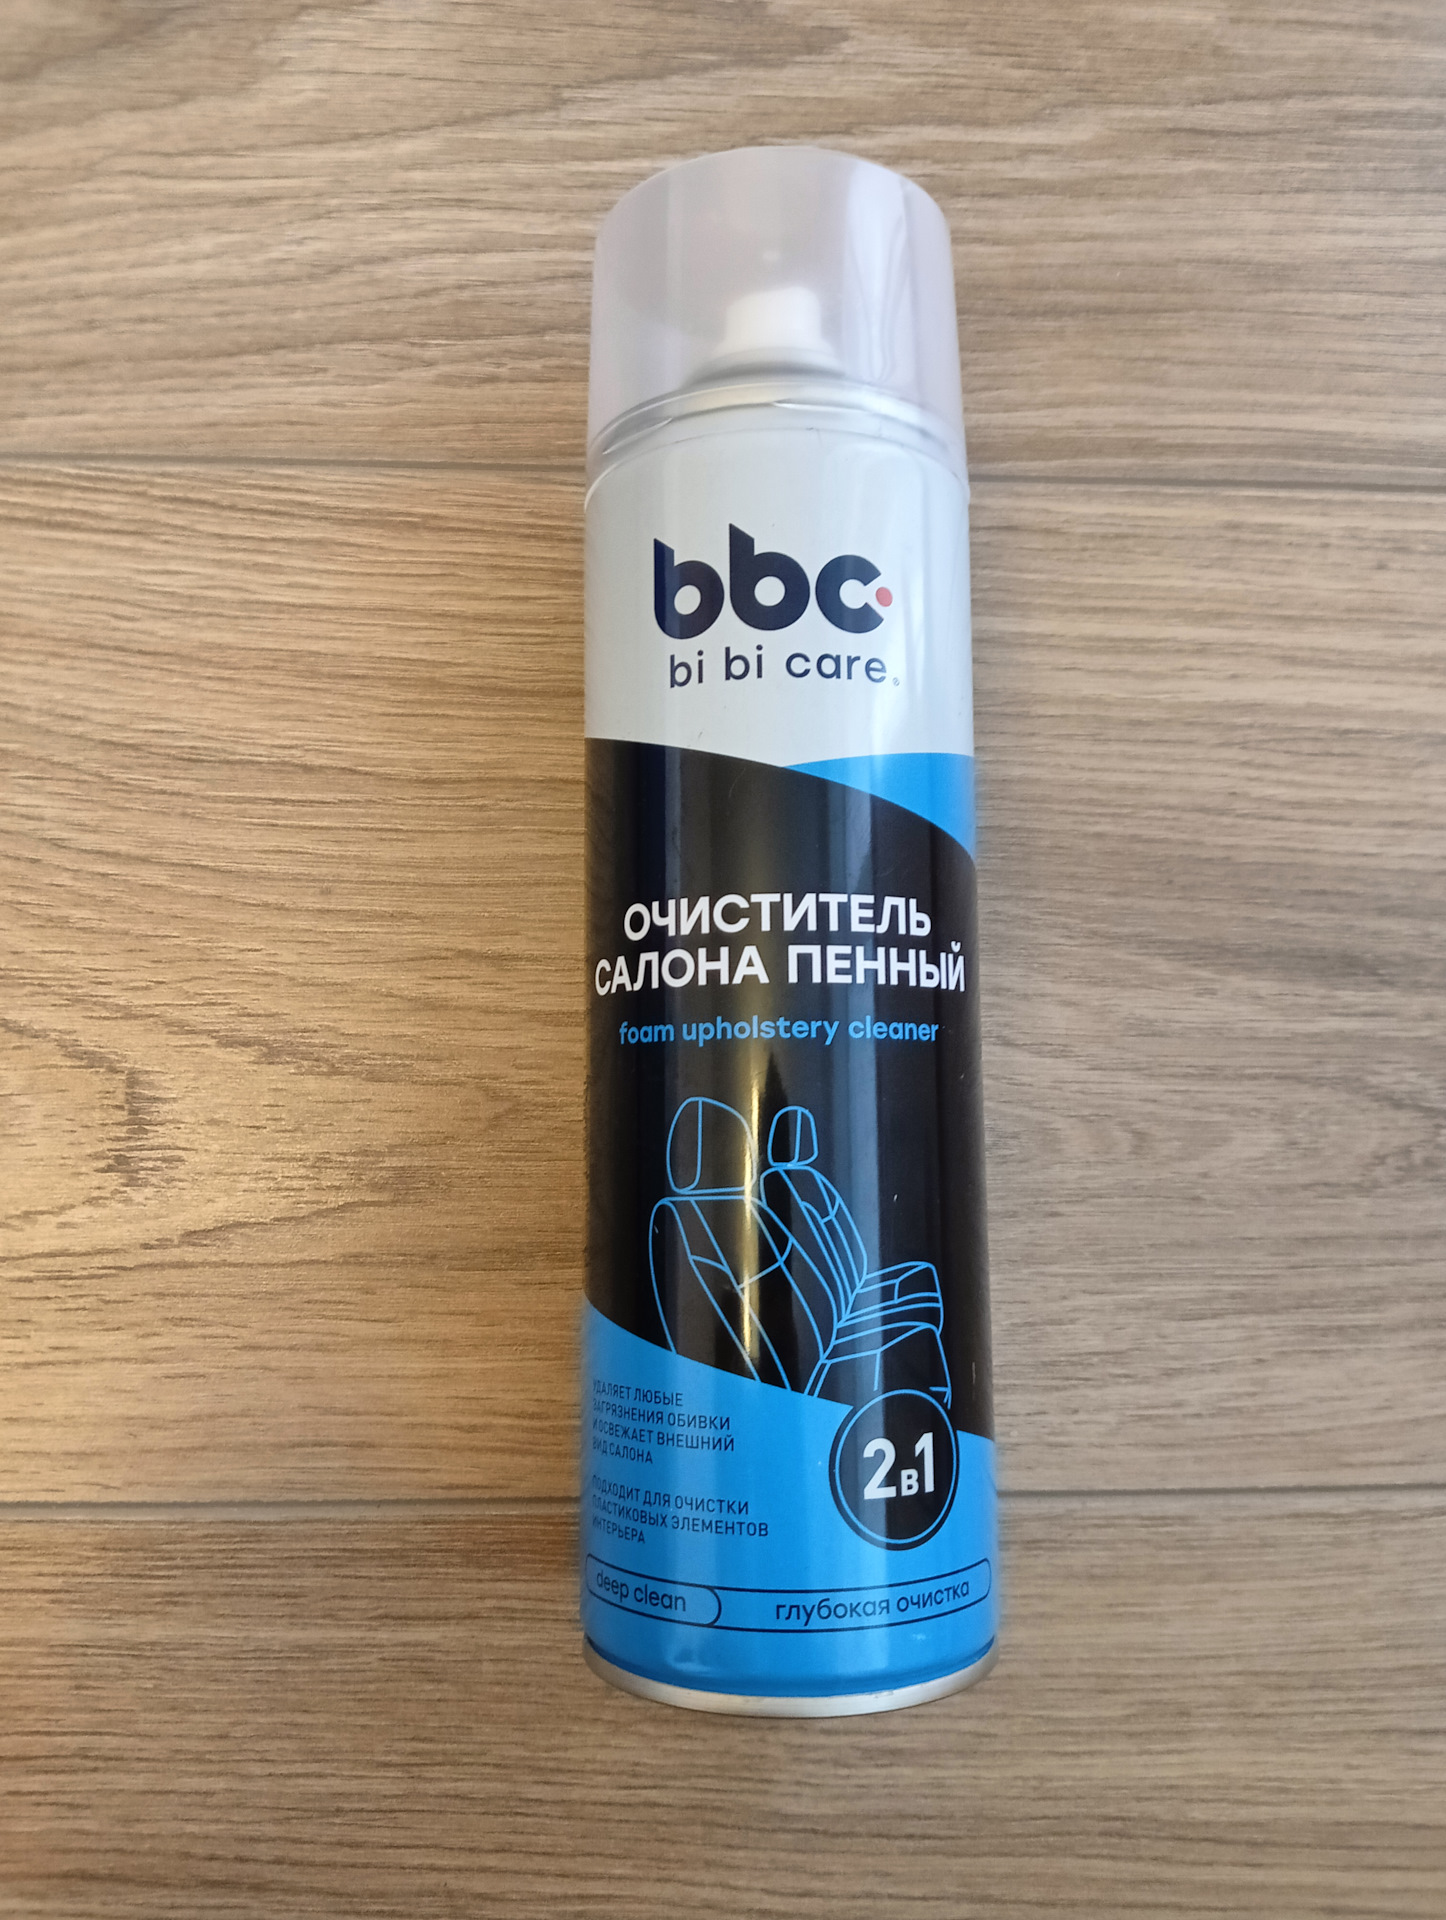 bbc
bi bi care®
ОЧИСТИТЕЛЬ
САЛОНА ПЕННЫЙ
foam upholstery cleaner
УДАЛЯЕТ ЛЮБЫЕ
ЗАГРЯЗНЕНИЯ ОБИВКИ
И ОСВЕЖАЕТ ВНЕШНИЙ
ВИД САЛОНА
ПОДХОДИТ ДЛЯ ОЧИСТКИ
ПЛАСТИКОВЫХ ЭЛЕМЕНТОВ
ИНТЕРЬЕРА
2в1
deep clean глубокая очистка